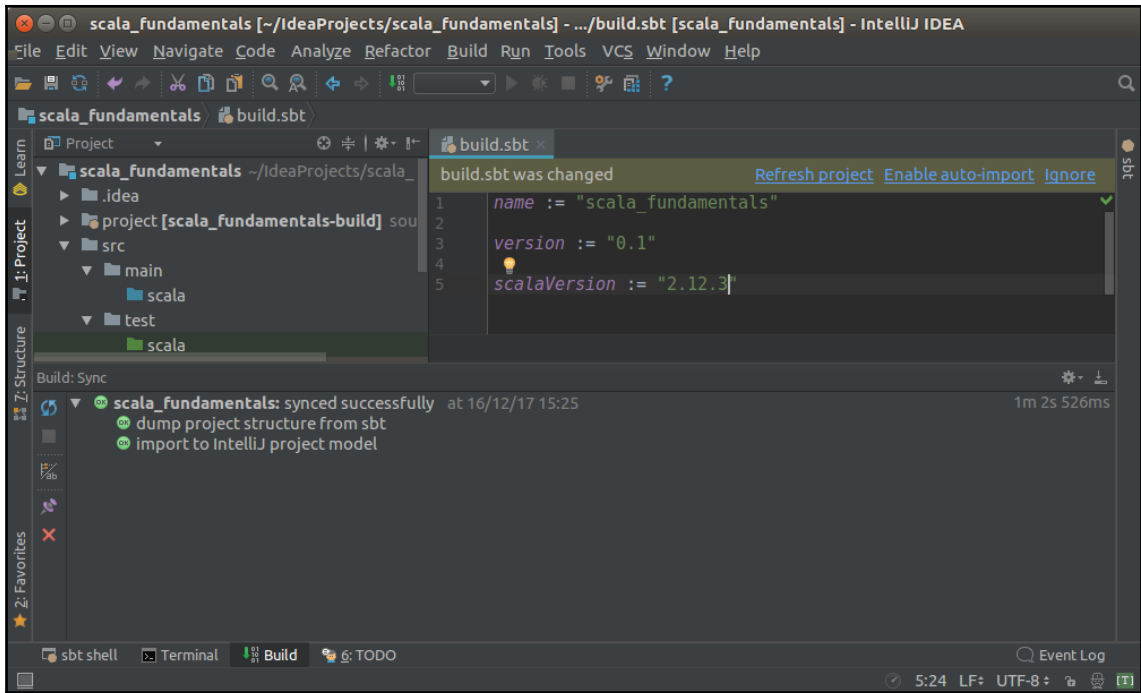 scala_fundamentals [~/IdeaProjects/scala_fundamentals] - .../build.sbt [scala_fundamentals] - IntelliJ IDEA
File Edit View Navigate Code Analyze Refactor Build Run Tools VCS Window Help
scala_fundamentals build.sbt
Learn
1: Project
7: Structure
2: Favorites
Project
scala_fundamentals ~/IdeaProjects/scala_
.idea
project [scala_fundamentals-build] sou
src
main
scala
test
scala
build.sbt
build.sbt was changed Refresh project Enable auto-import Ignore
1 name := "scala_fundamentals"
2
3 version := "0.1"
4
5 scalaVersion := "2.12.3"
sbt
Build: Sync
scala_fundamentals: synced successfully at 16/12/17 15:25 1m 2s 526ms
OK dump project structure from sbt
OK import to IntelliJ project model
sbt shell Terminal Build 6: TODO Event Log
5:24 LF UTF-8 [T]